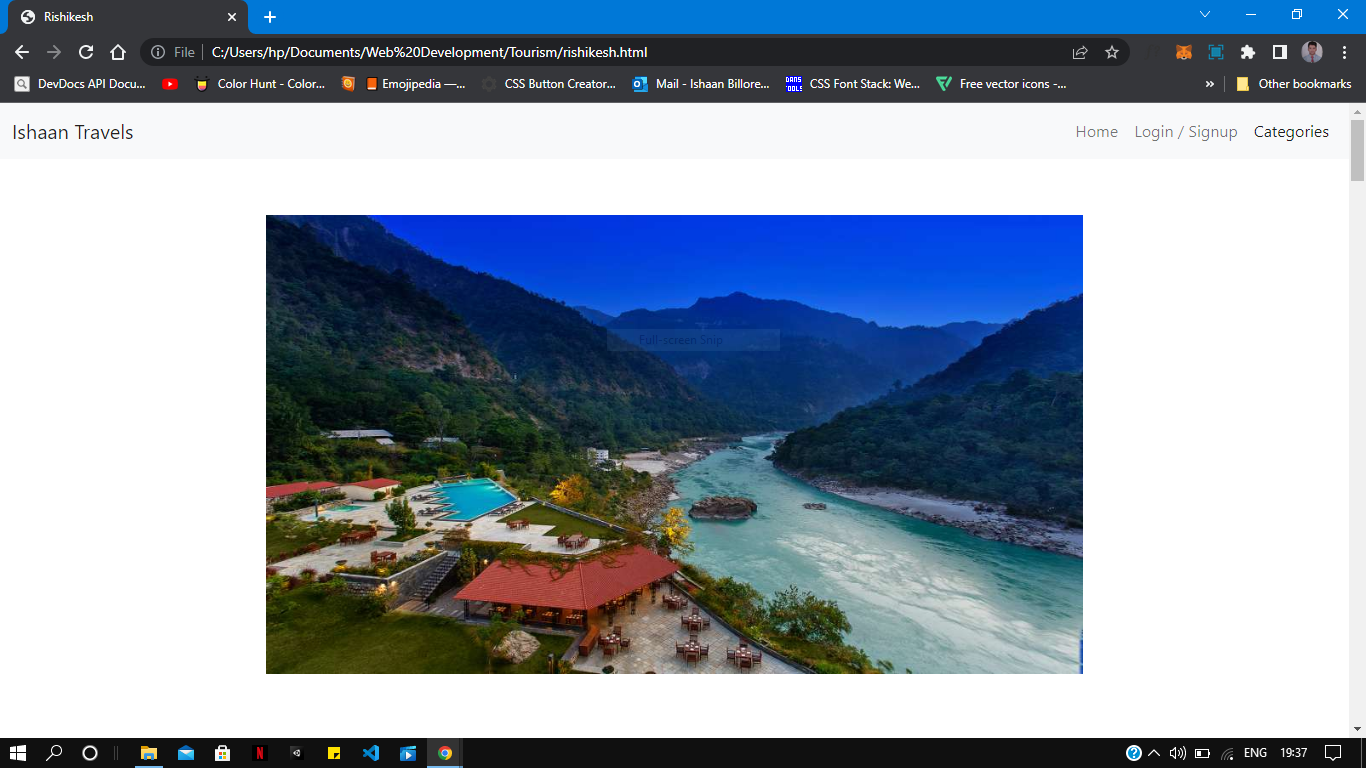 Rishikesh
File
C:/Users/hp/Documents/Web%20Development/Tourism/rishikesh.html
DevDocs API Docu...
Color Hunt - Color...
Emojipedia —...
CSS Button Creator...
Mail - Ishaan Billore...
DANS TOOLS
CSS Font Stack: We...
Free vector icons -...
»
Other bookmarks
Ishaan Travels
Home
Login / Signup
Categories
Full-screen Snip
N
ENG
19:37